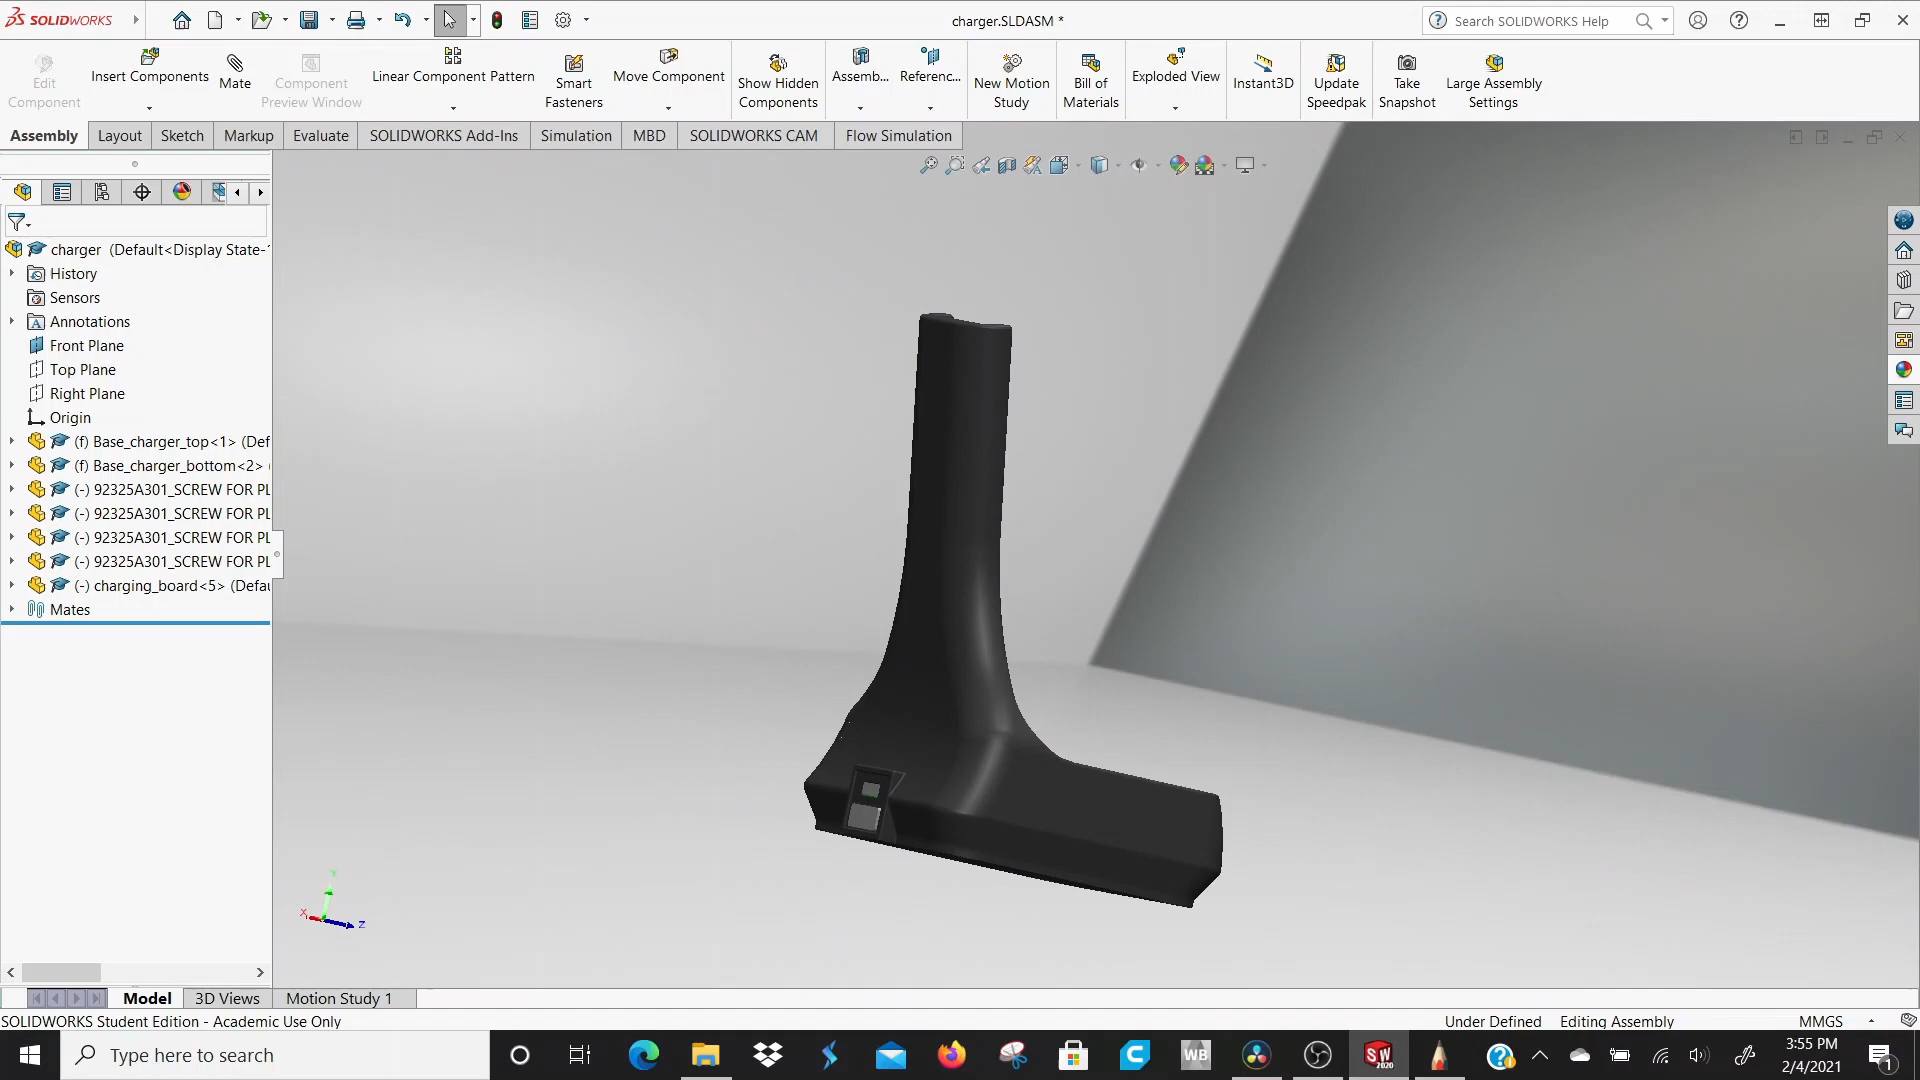 SOLIDWORKS
charger.SLDASM *
Search SOLIDWORKS Help
Edit
Component
Insert Components
Mate
Component
Preview Window
Linear Component Pattern
Smart
Fasteners
Move Component
Show Hidden
Components
Assemb...
Referenc...
New Motion
Study
Bill of
Materials
Exploded View
Instant3D
Update
Speedpak
Take
Snapshot
Large Assembly
Settings
Assembly
Layout
Sketch
Markup
Evaluate
SOLIDWORKS Add-Ins
Simulation
MBD
SOLIDWORKS CAM
Flow Simulation
charger (Default<Display State-1
History
Sensors
Annotations
Front Plane
Top Plane
Right Plane
Origin
(f) Base_charger_top<1> (Def
(f) Base_charger_bottom<2> (
(-) 92325A301_SCREW FOR PL
(-) 92325A301_SCREW FOR PL
(-) 92325A301_SCREW FOR PL
(-) 92325A301_SCREW FOR PL
(-) charging_board<5> (Defau
Mates
Y
X
Z
Model
3D Views
Motion Study 1
SOLIDWORKS Student Edition - Academic Use Only
Under Defined
Editing Assembly
MMGS
Type here to search
WB
SW
2020
3:55 PM
2/4/2021
1